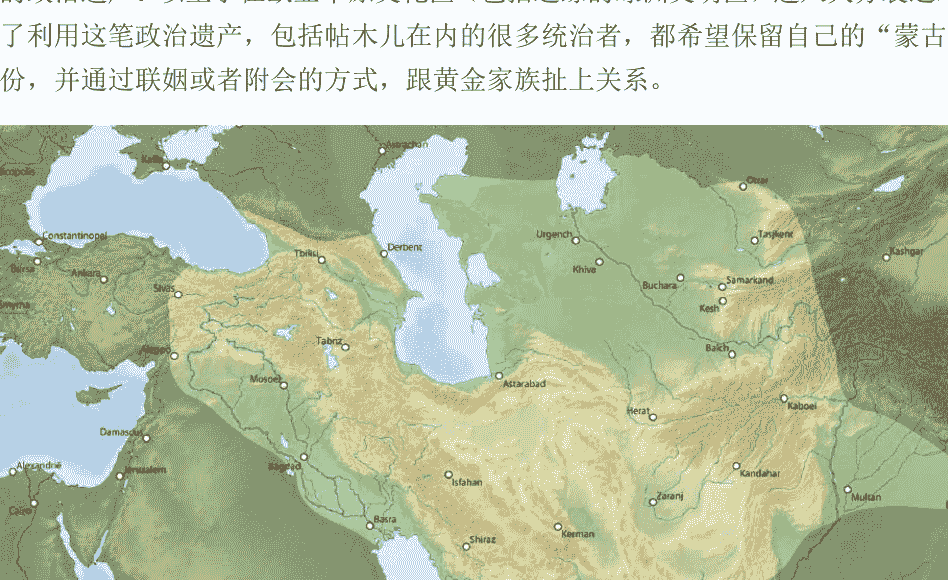 了利用这笔政治遗产，包括帖木儿在内的很多统治者，都希望保留自己的“蒙古
份，并通过联姻或者附会的方式，跟黄金家族扯上关系。
Astrachan
Otrar
Constantinopel
Urgench
Tasjkent
Derbent
Kashgar
Tbrilisi
Khiva
Bursa
Ankara
Buchara
Samarkand
Sivas
Kesh
Smyrna
Tabriz
Balch
Aleppo
Mosoel
Astarabad
Kaboel
Herat
Damascus
Bagdad
Alexandrië
Jeruzalem
Isfahan
Kandahar
Zaranj
Multan
Cairo
Basra
Kerman
Shiraz